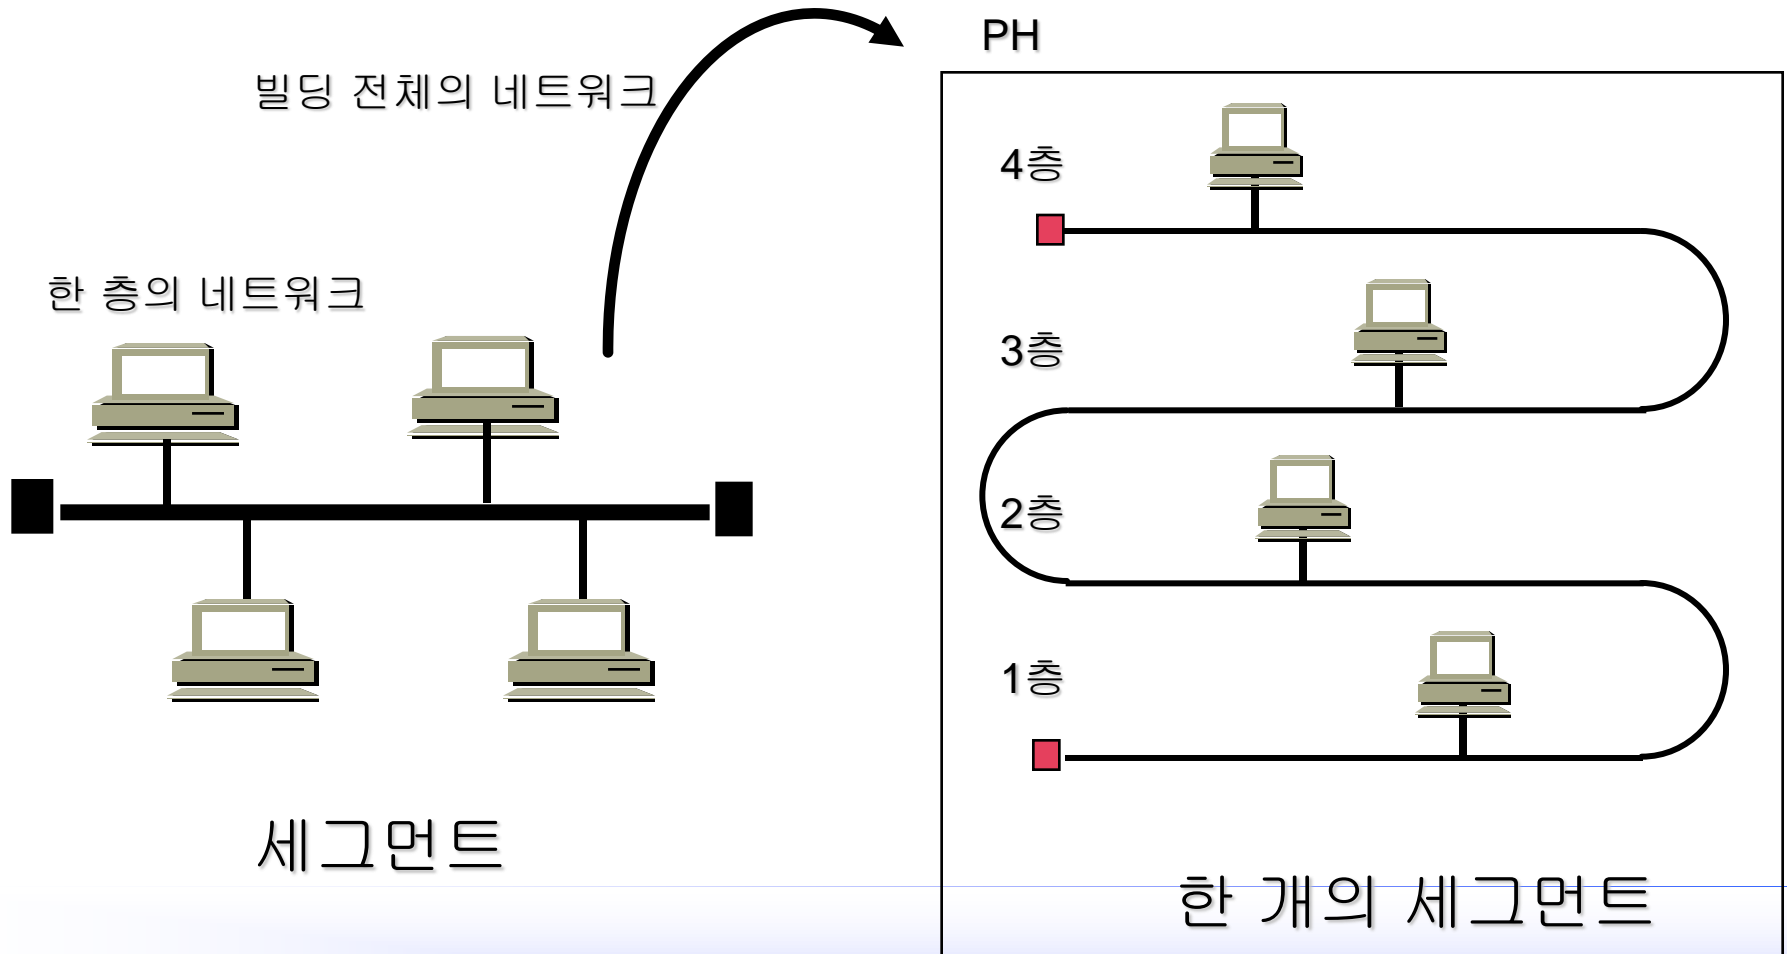 PH
빌딩 전체의 네트워크
4층
한 층의 네트워크
3층
2층
1층
세그먼트
한 개의 세그먼트